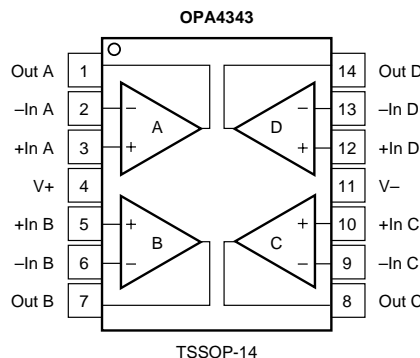 OPA4343
Out A 1 14 Out D
–In A 2 – – 13 –In D
A D
+In A 3 + + 12 +In D
V+ 4 11 V–
+In B 5 + + 10 +In C
B C
–In B 6 – – 9 –In C
Out B 7 8 Out C
TSSOP-14